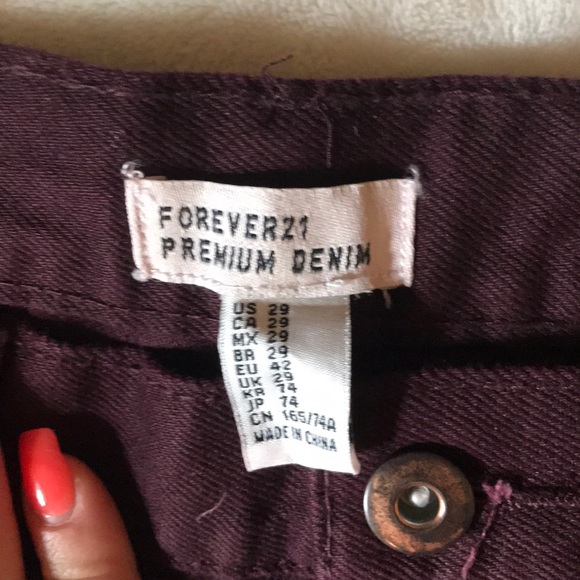 FOREVER21
PREMIUM DENIM
US 29
CA 29
MX 29
BR 29
EU 42
UK 29
KR 74
JP 74
CN 165/74A
MADE IN CHINA